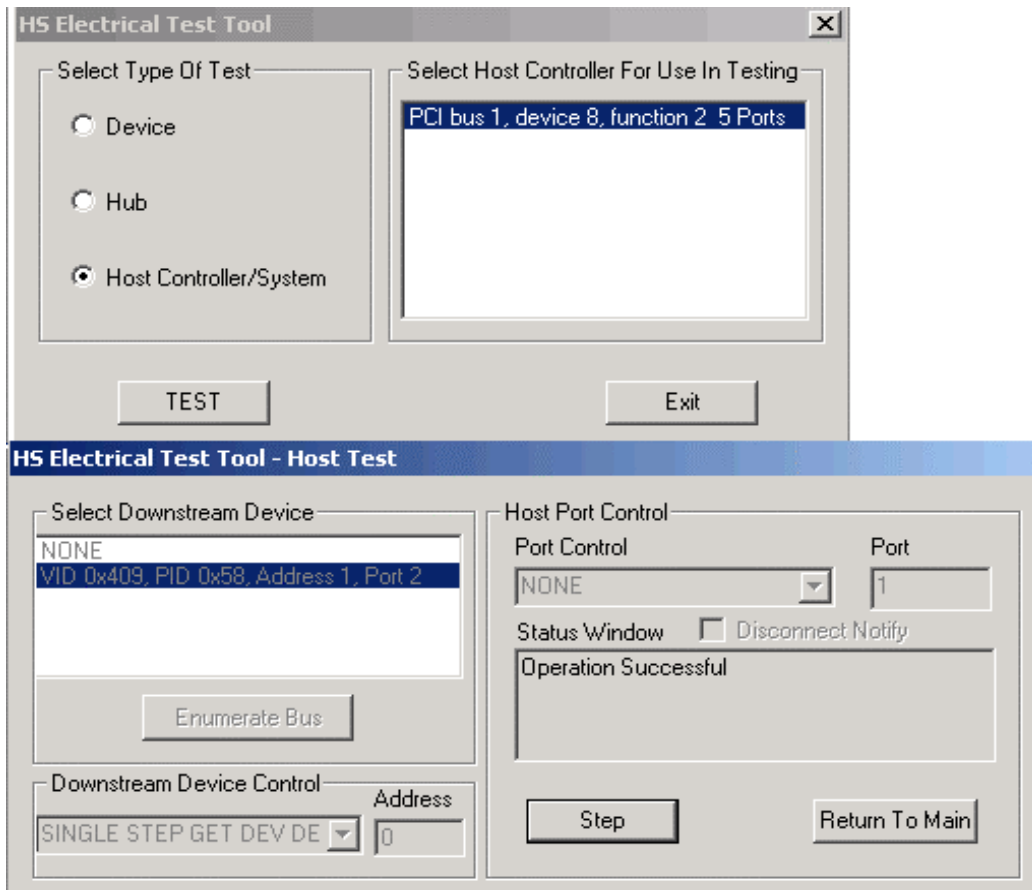 HS Electrical Test Tool
Select Type Of Test
Device
Hub
Host Controller/System
Select Host Controller For Use In Testing
PCI bus 1, device 8, function 2 5 Ports
TEST
Exit
HS Electrical Test Tool - Host Test
Select Downstream Device
NONE
VID 0x409, PID 0x58, Address 1, Port 2
Enumerate Bus
Downstream Device Control
Address
SINGLE STEP GET DEV DE
0
Host Port Control
Port Control
Port
NONE
1
Status Window
Disconnect Notify
Operation Successful
Step
Return To Main